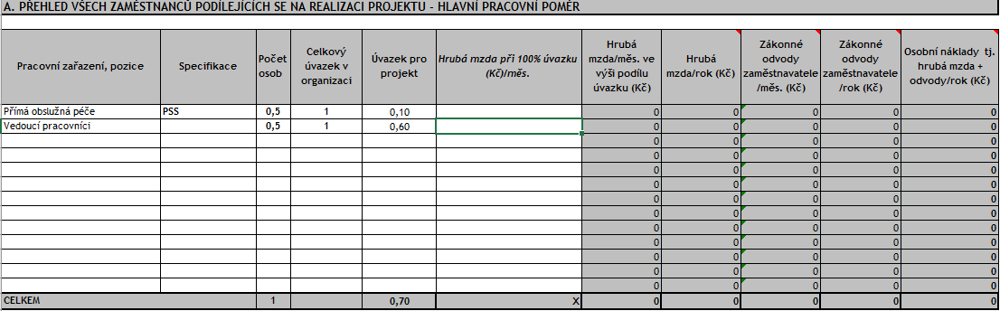 A. PŘEHLED VŠECH ZAMĚSTNANCŮ PODÍLEJÍCÍCH SE NA REALIZACI PROJEKTU - HLAVNÍ PRACOVNÍ POMĚR
Pracovní zařazení, pozice
Specifikace
Počet
osob
Celkový
úvazek v
organizaci
Úvazek pro
projekt
Hrubá mzda při 100% úvazku
(Kč)/měs.
Hrubá
mzda/měs. ve
výši podílu
úvazku (Kč)
Hrubá
mzda/rok (Kč)
Zákonné
odvody
zaměstnavatele
/měs. (Kč)
Zákonné
odvody
zaměstnavatele
/rok (Kč)
Osobní náklady tj.
hrubá mzda +
odvody/rok (Kč)
Přímá obslužná péče PSS 0,5 1 0,10 0 0 0 0 0
Vedoucí pracovníci 0,5 1 0,60 0 0 0 0 0
0 0 0 0 0
0 0 0 0 0
0 0 0 0 0
0 0 0 0 0
0 0 0 0 0
0 0 0 0 0
0 0 0 0 0
0 0 0 0 0
0 0 0 0 0
0 0 0 0 0
0 0 0 0 0
CELKEM 1 0,70 X 0 0 0 0 0